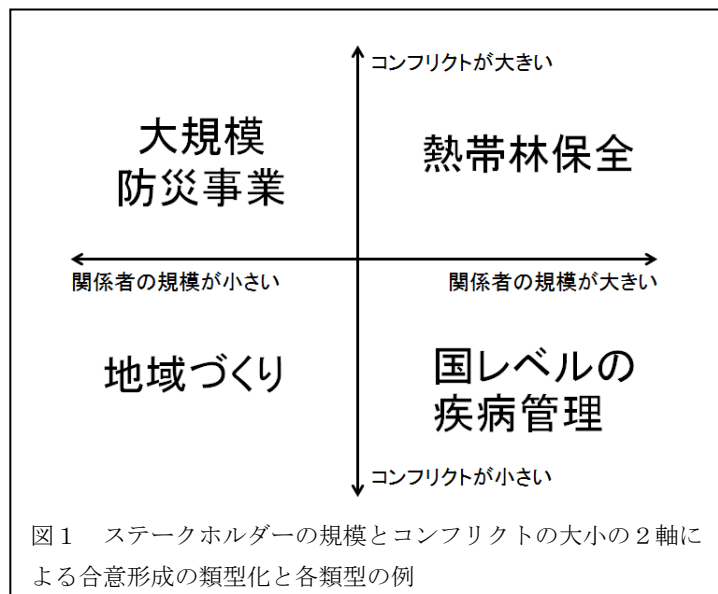 コンフリクトが大きい
大規模
防災事業
熱帯林保全
関係者の規模が小さい
関係者の規模が大きい
地域づくり
国レベルの
疾病管理
コンフリクトが小さい
図１　ステークホルダーの規模とコンフリクトの大小の２軸に
よる合意形成の類型化と各類型の例